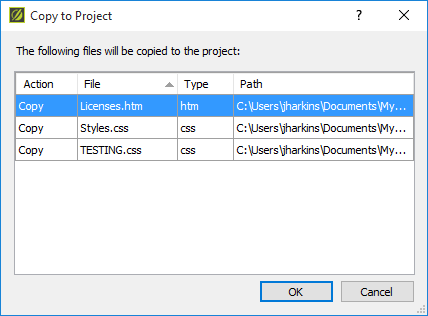 Copy to Project
?
The following files will be copied to the project:
Action File Type Path
Copy Licenses.htm htm C:\Users\jharkins\Documents\My...
Copy Styles.css css C:\Users\jharkins\Documents\My...
Copy TESTING.css css C:\Users\jharkins\Documents\My...
OK Cancel